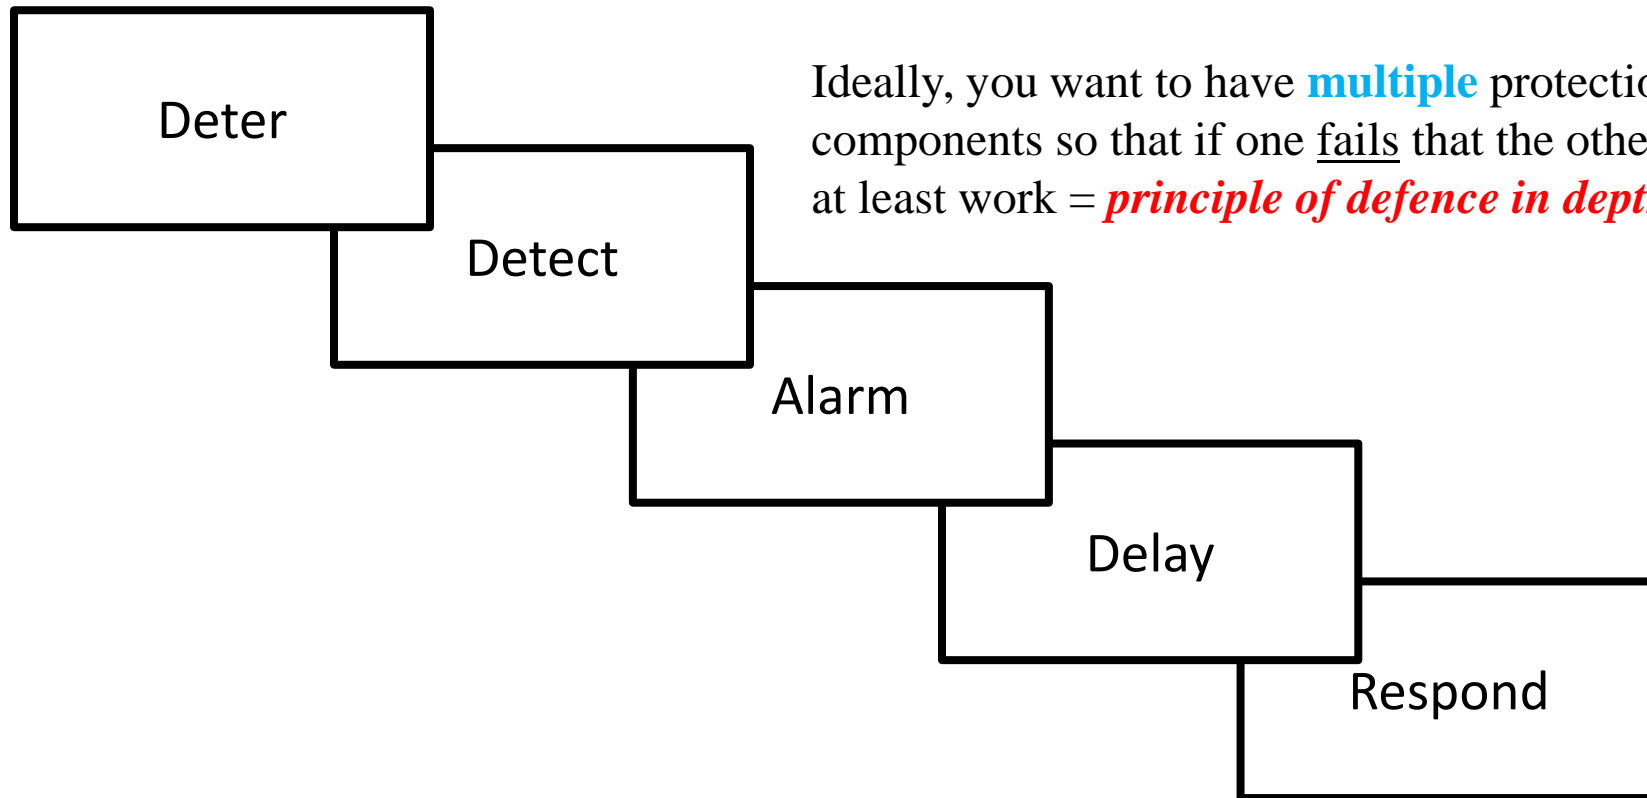 Deter
Ideally, you want to have multiple protectio
components so that if one fails that the othe
at least work = principle of defence in dept
Detect
Alarm
Delay
Respond